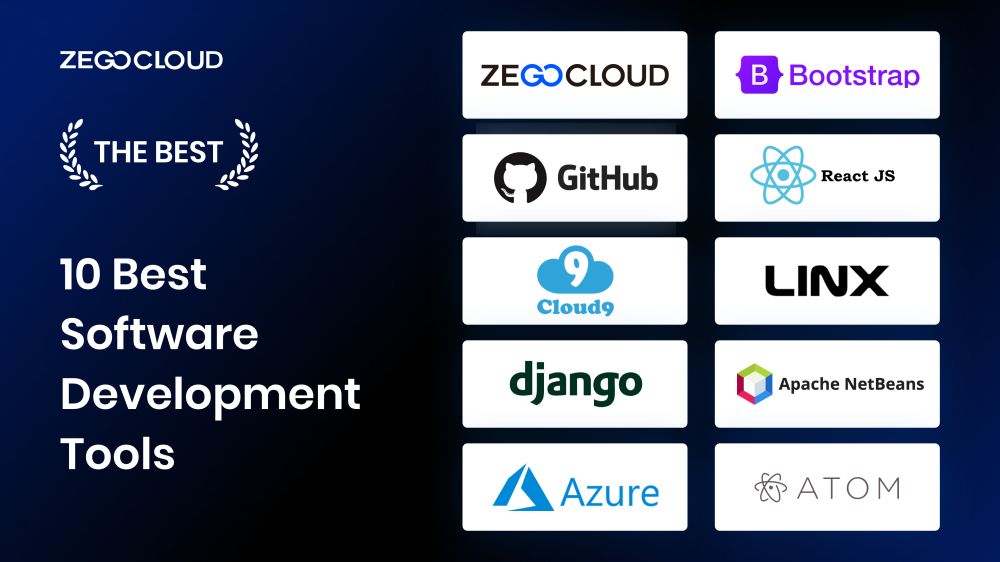 ZEGOCLOUD
THE BEST
10 Best
Software
Development
Tools
ZEGOCLOUD
B Bootstrap
GitHub
React JS
9
Cloud9
LINX
django
Apache NetBeans
Azure
ATOM